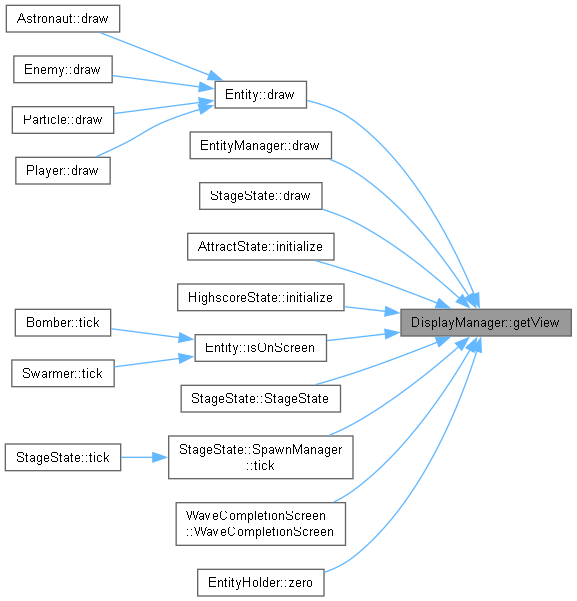 Astronaut::draw
Enemy::draw
Particle::draw
Player::draw
Entity::draw
EntityManager::draw
StageState::draw
AttractState::initialize
HighscoreState::initialize
DisplayManager::getView
Bomber::tick
Swarmer::tick
Entity::isOnScreen
StageState::StageState
StageState::tick
StageState::SpawnManager
::tick
WaveCompletionScreen
::WaveCompletionScreen
EntityHolder::zero